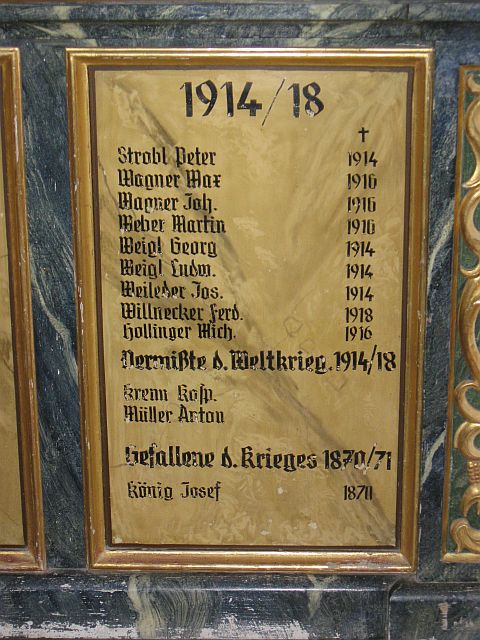 1914/18
✝
Strobl Peter 1914
Wagner Max 1916
Wagner Joh. 1916
Weber Martin 1916
Weigl Georg 1914
Weigl Ludw. 1914
Weileder Jos. 1914
Willnecker Ferd. 1918
Hollinger Mich. 1916
Vermißte d. Weltkrieg. 1914/18
Krenn Kasp.
Müller Anton
Gefallene d. Krieges 1870/71
König Josef 1870